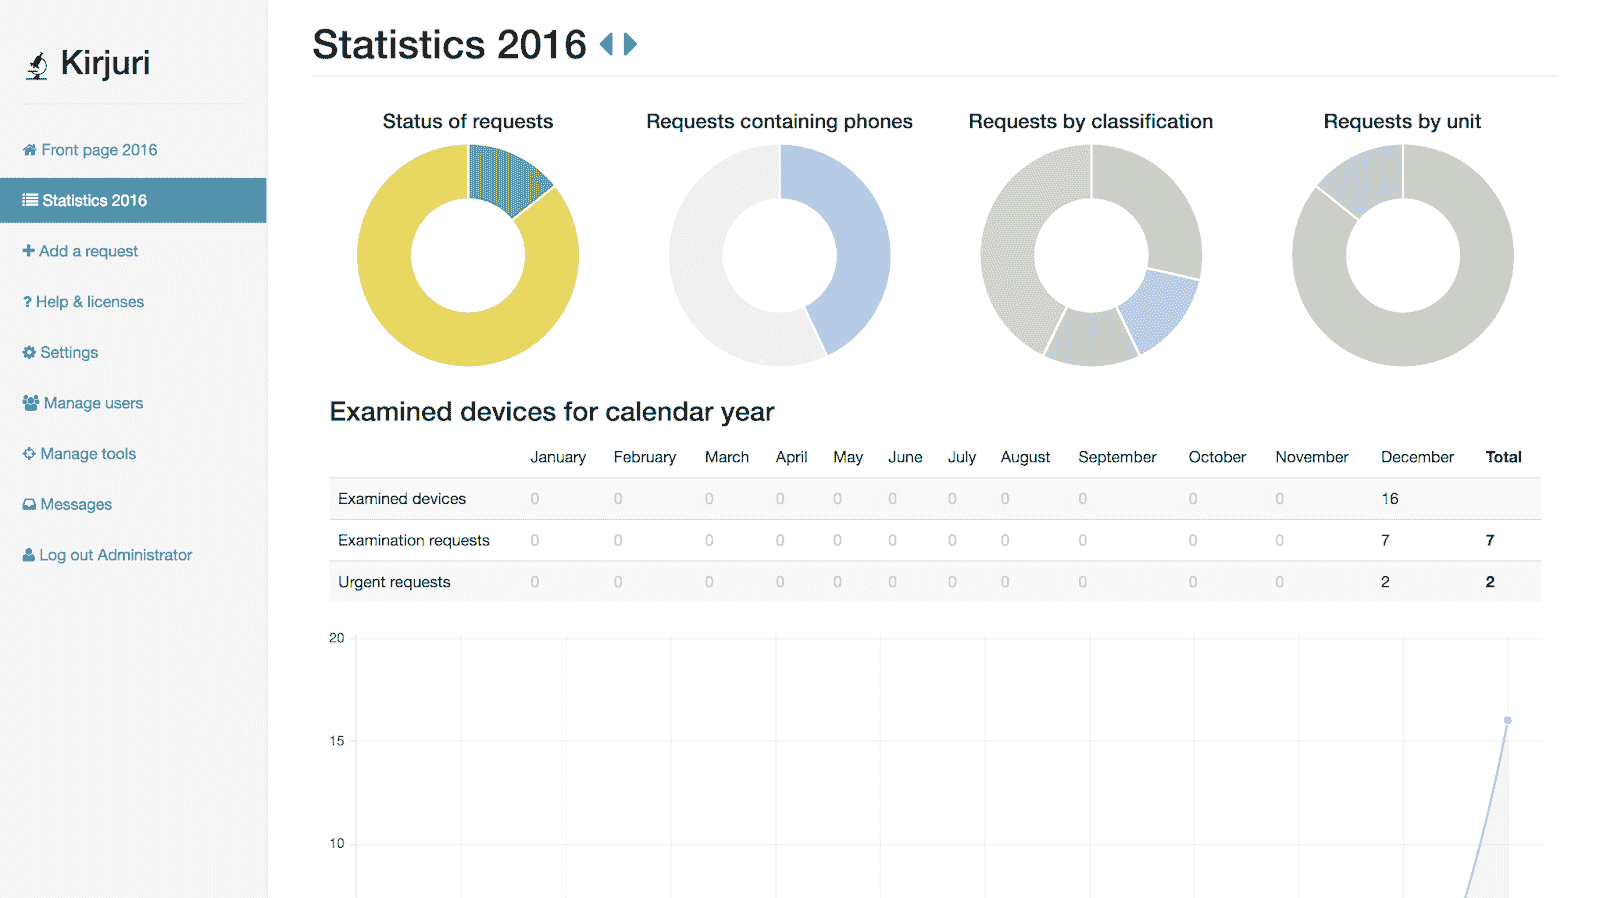 Kirjuri
Front page 2016
Statistics 2016
Add a request
? Help & licenses
Settings
Manage users
Manage tools
Messages
Log out Administrator
Statistics 2016
Status of requests
Requests containing phones
Requests by classification
Requests by unit
Examined devices for calendar year
January February March April May June July August September October November December Total
Examined devices 0 0 0 0 0 0 0 0 0 0 0 16
Examination requests 0 0 0 0 0 0 0 0 0 0 0 7 7
Urgent requests 0 0 0 0 0 0 0 0 0 0 0 2 2
20
15
10